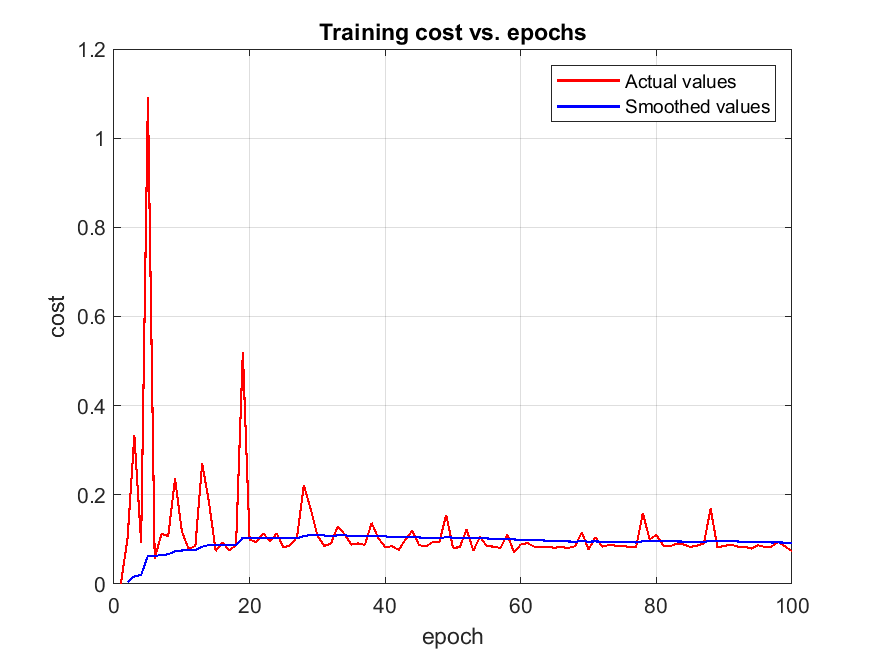 Training cost vs. epochs
1.2
1
0.8
0.6
0.4
0.2
0
cost
Actual values
Smoothed values
0 20 40 60 80 100
epoch